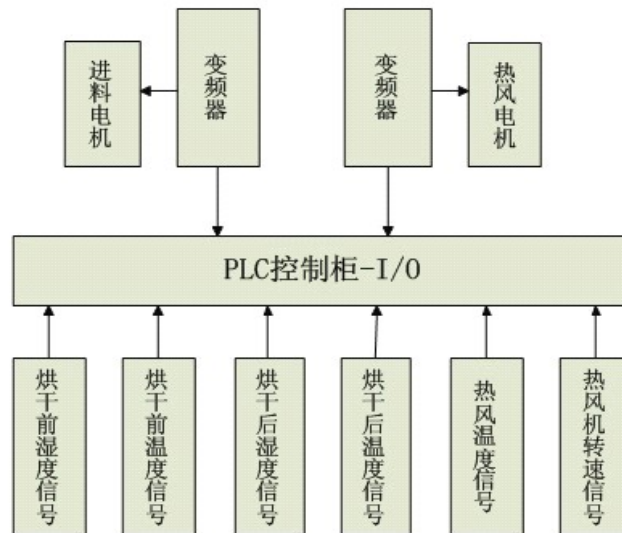 进料电机
变频器
变频器
热风电机
PLC控制柜-I/O
烘干前湿度信号
烘干前温度信号
烘干后湿度信号
烘干后温度信号
热风温度信号
热风机转速信号